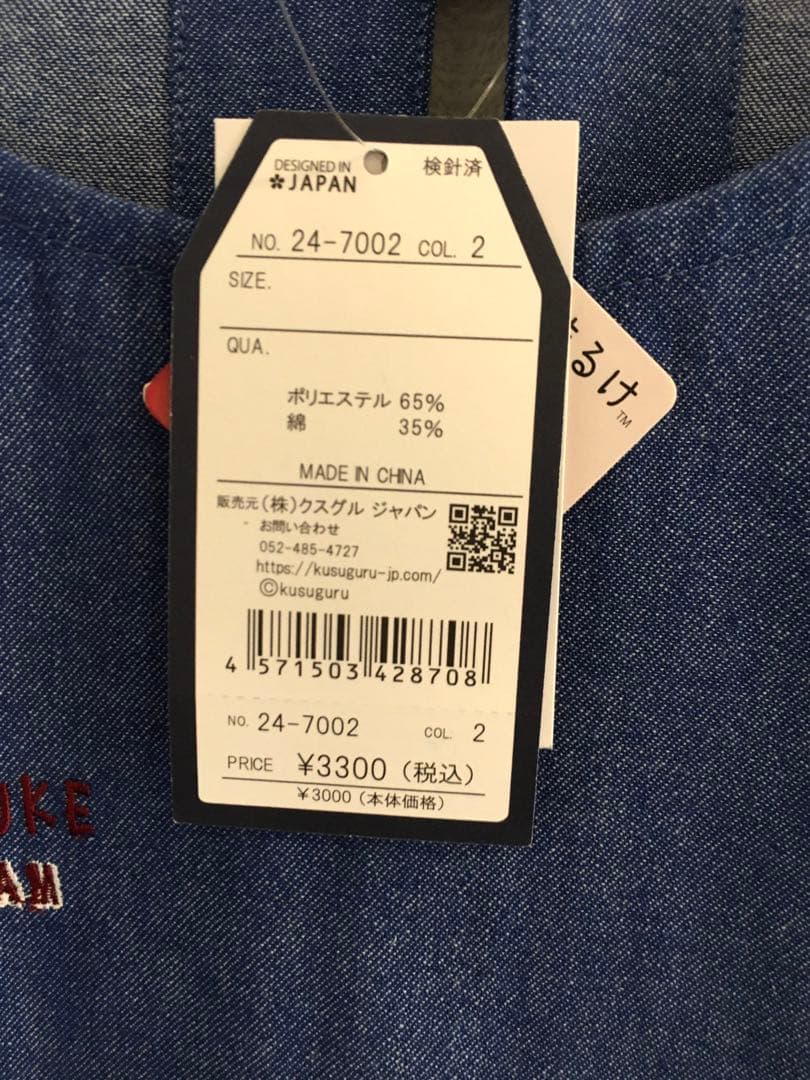 DESIGNED IN
JAPAN
検針済
NO. 24-7002 COL. 2
SIZE.
QUA.
ポリエステル 65%
綿 35%
MADE IN CHINA
販売元(株)クスグル ジャパン
お問い合わせ
052-485-4727
https://kusuguru-jp.com/
©kusuguru
4 571503 428708
NO. 24-7002 COL. 2
PRICE ¥3300(税込)
¥3000(本体価格)
るけ™
UKE
AM